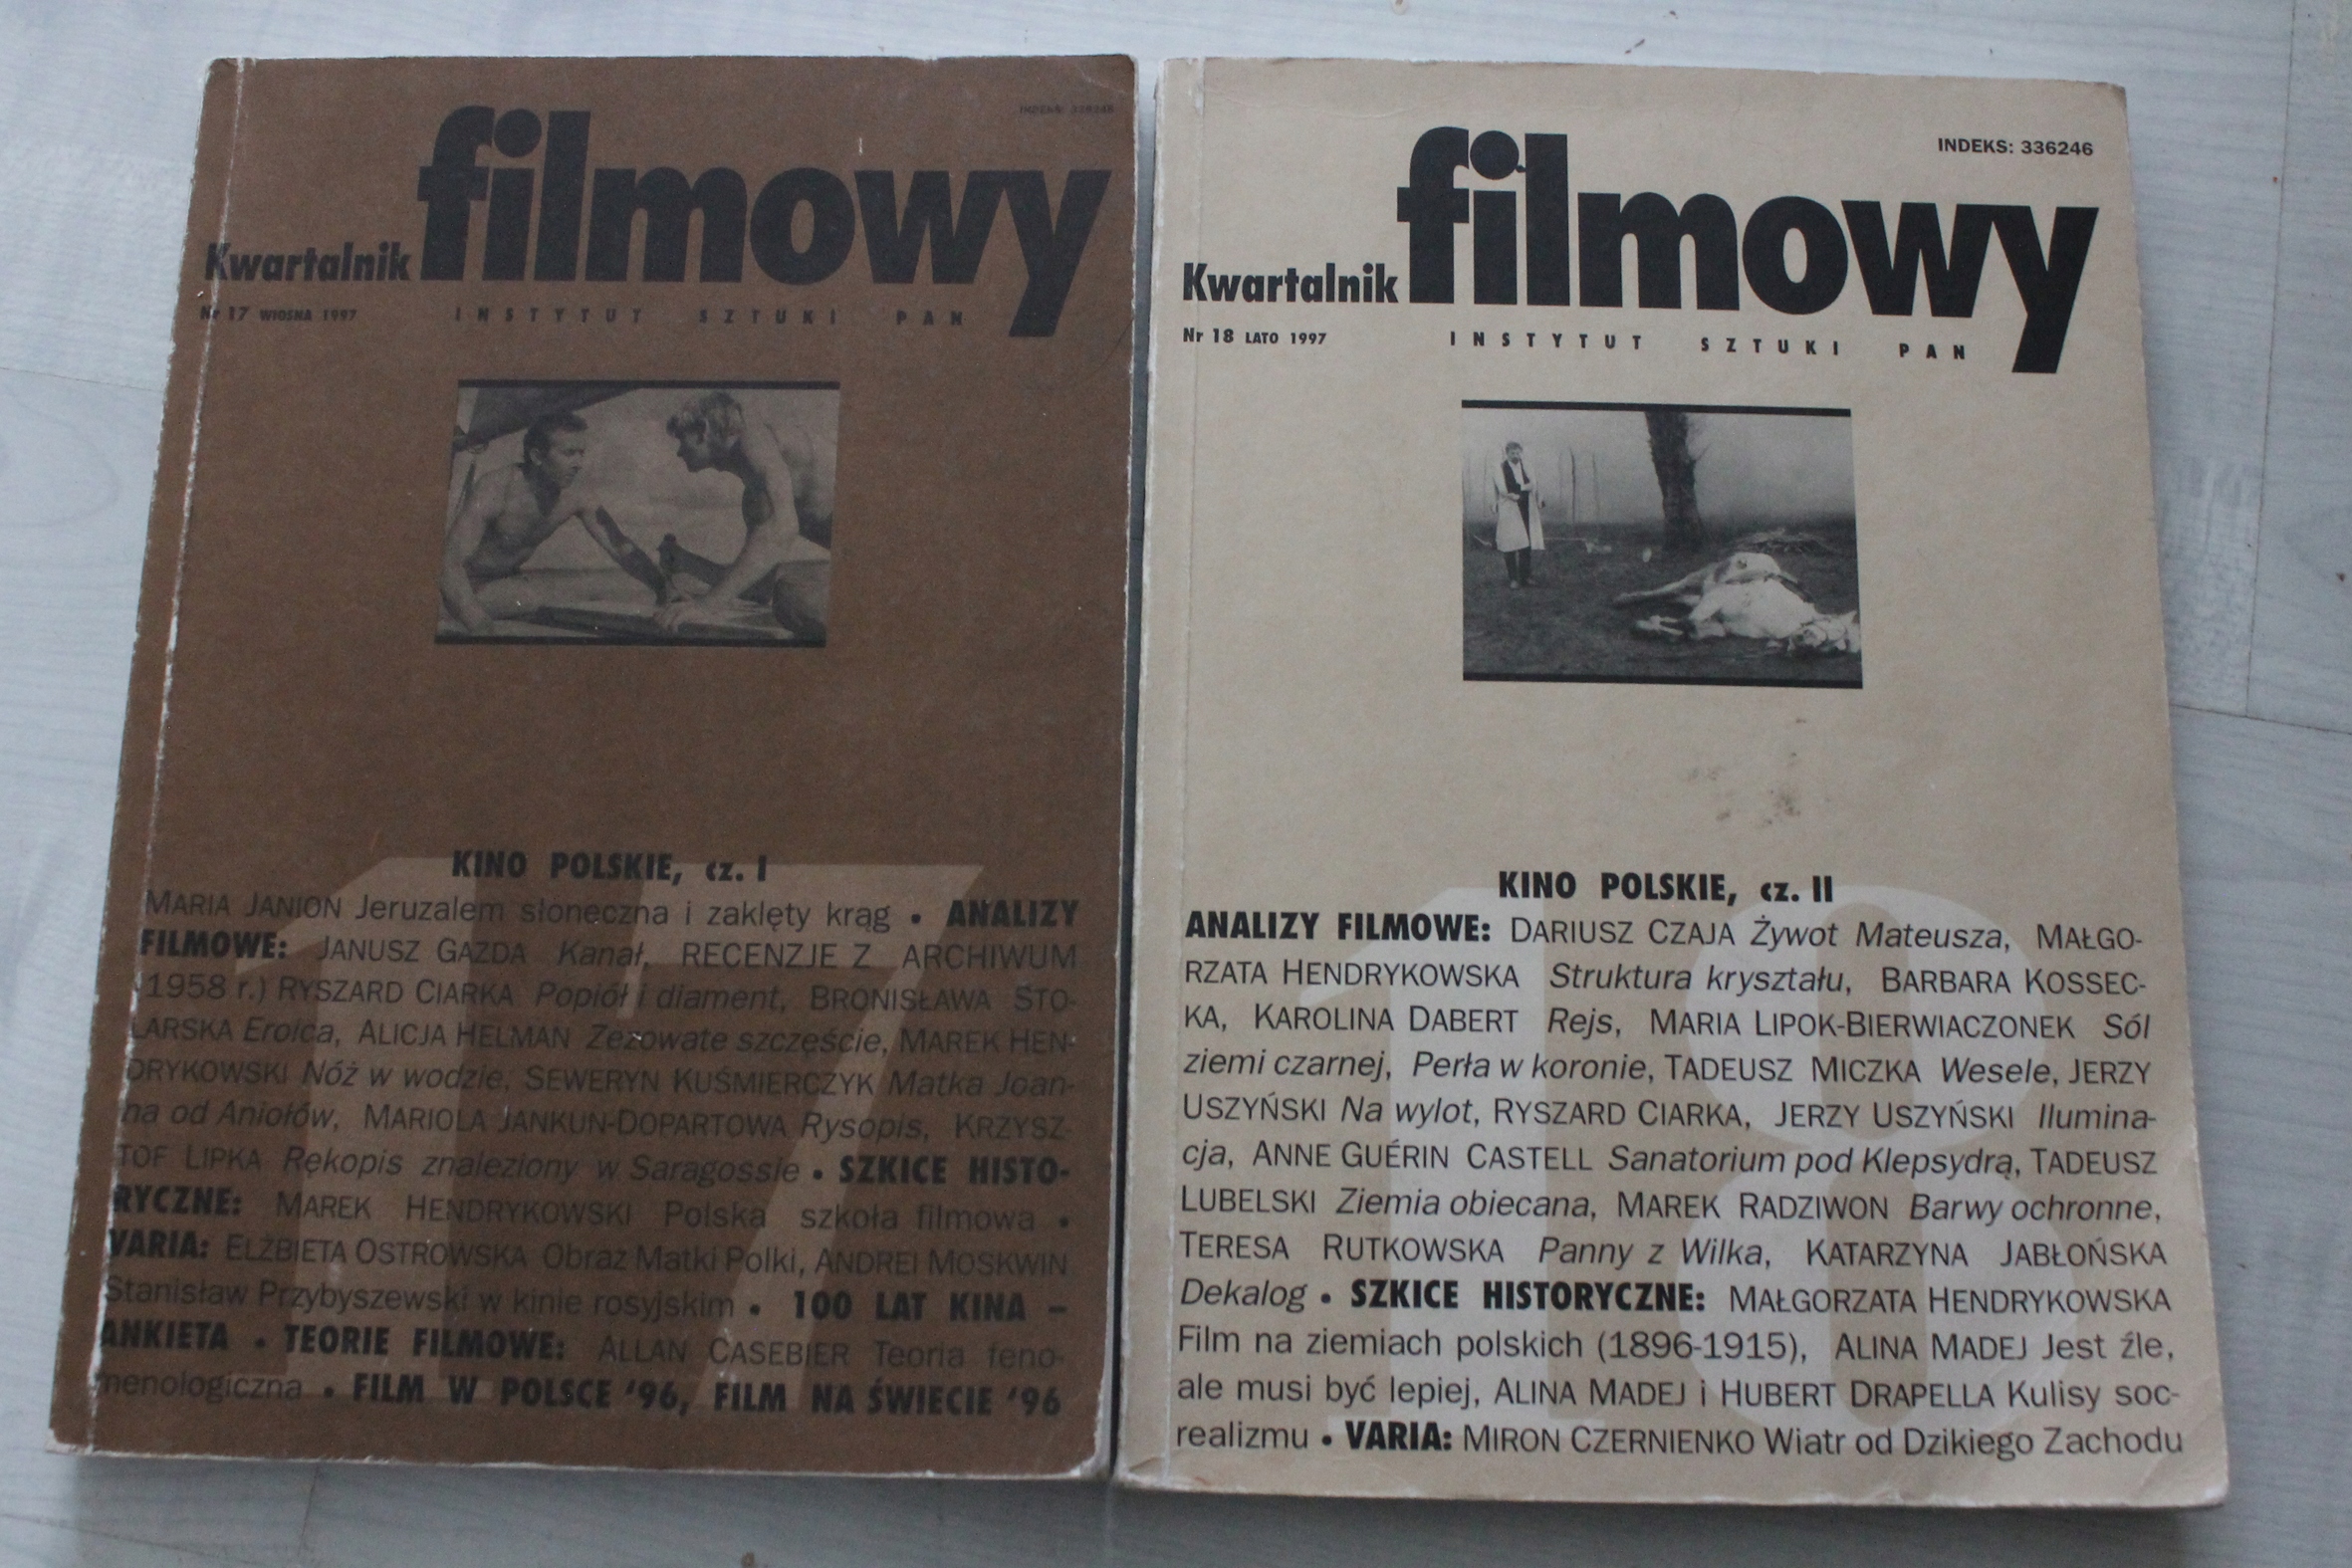 INDEKS: 336246
Kwartalnik filmowy
Nr 17 WIOSNA 1997 INSTYTUT SZTUKI PAN
17
KINO POLSKIE, cz. I
MARIA JANION Jeruzalem słoneczna i zaklęty krąg • ANALIZY
FILMOWE: JANUSZ GAZDA Kanał, RECENZJE Z ARCHIWUM
(1958 r.) RYSZARD CIARKA Popiół i diament, BRONISŁAWA STO-
LARSKA Eroica, ALICJA HELMAN Zezowate szczęście, MAREK HEN-
DRYKOWSKI Nóż w wodzie, SEWERYN KUŚMIERCZYK Matka Joan-
na od Aniołów, MARIOLA JANKUN-DOPARTOWA Rysopis, KRZYSZ-
TOF LIPKA Rękopis znaleziony w Saragossie • SZKICE HISTO-
RYCZNE: MAREK HENDRYKOWSKI Polska szkoła filmowa •
VARIA: ELŻBIETA OSTROWSKA Obraz Matki Polki, ANDREI MOSKWIN
Stanisław Przybyszewski w kinie rosyjskim • 100 LAT KINA –
ANKIETA • TEORIE FILMOWE: ALLAN CASEBIER Teoria feno-
menologiczna • FILM W POLSCE '96, FILM NA ŚWIECIE '96
INDEKS: 336246
Kwartalnik filmowy
Nr 18 LATO 1997 INSTYTUT SZTUKI PAN
18
KINO POLSKIE, cz. II
ANALIZY FILMOWE: DARIUSZ CZAJA Żywot Mateusza, MAŁGO-
RZATA HENDRYKOWSKA Struktura kryształu, BARBARA KOSSEC-
KA, KAROLINA DABERT Rejs, MARIA LIPOK-BIERWIACZONEK Sól
ziemi czarnej, Perła w koronie, TADEUSZ MICZKA Wesele, JERZY
USZYŃSKI Na wylot, RYSZARD CIARKA, JERZY USZYŃSKI Ilumina-
cja, ANNE GUÉRIN CASTELL Sanatorium pod Klepsydrą, TADEUSZ
LUBELSKI Ziemia obiecana, MAREK RADZIWON Barwy ochronne,
TERESA RUTKOWSKA Panny z Wilka, KATARZYNA JABŁOŃSKA
Dekalog • SZKICE HISTORYCZNE: MAŁGORZATA HENDRYKOWSKA
Film na ziemiach polskich (1896-1915), ALINA MADEJ Jest źle,
ale musi być lepiej, ALINA MADEJ i HUBERT DRAPELLA Kulisy soc-
realizmu • VARIA: MIRON CZERNIENKO Wiatr od Dzikiego Zachodu